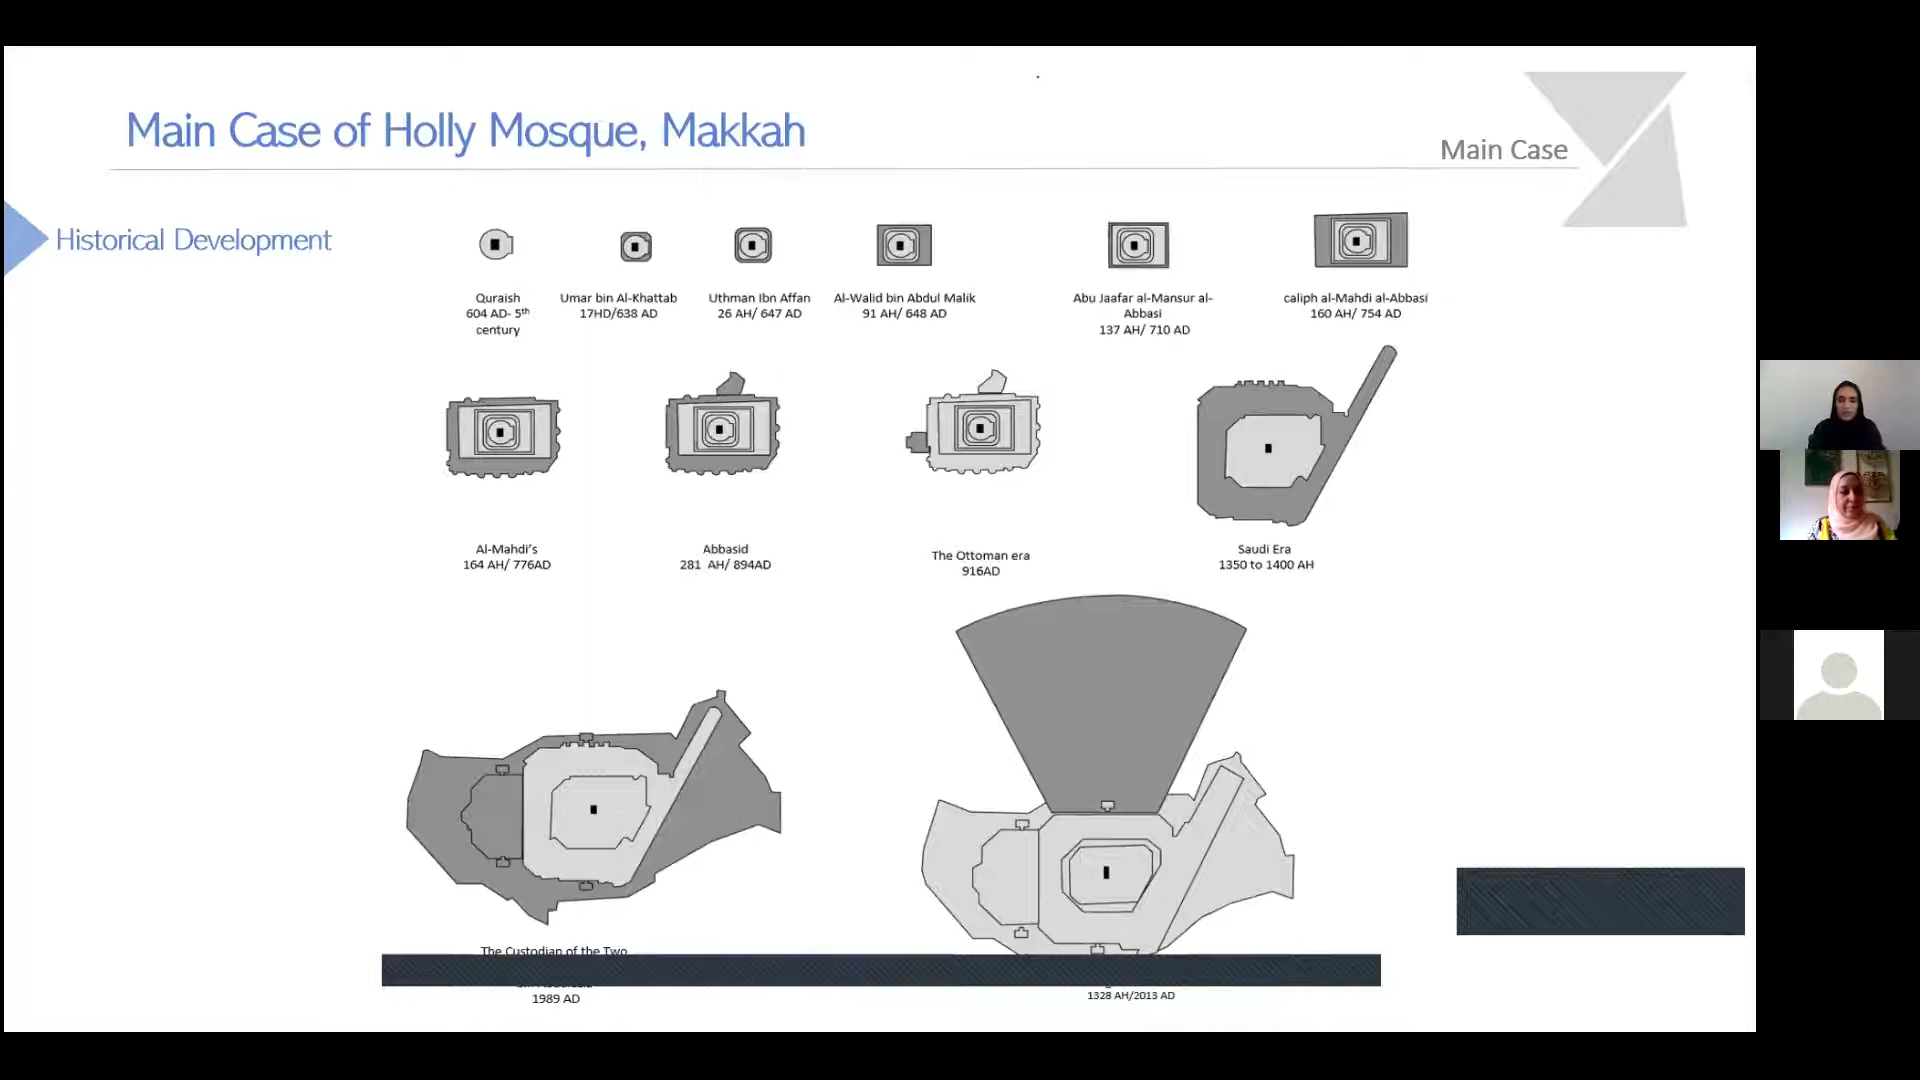 Main Case of Holly Mosque, Makkah
Main Case
Historical Development
Quraish
604 AD- 5th
century
Umar bin Al-Khattab
17HD/638 AD
Uthman Ibn Affan
26 AH/ 647 AD
Al-Walid bin Abdul Malik
91 AH/ 648 AD
Abu Jaafar al-Mansur al-
Abbasi
137 AH/ 710 AD
caliph al-Mahdi al-Abbasi
160 AH/ 754 AD
Al-Mahdi's
164 AH/ 776AD
Abbasid
281 AH/ 894AD
The Ottoman era
916AD
Saudi Era
1350 to 1400 AH
The Custodian of the Two
1989 AD
1328 AH/2013 AD